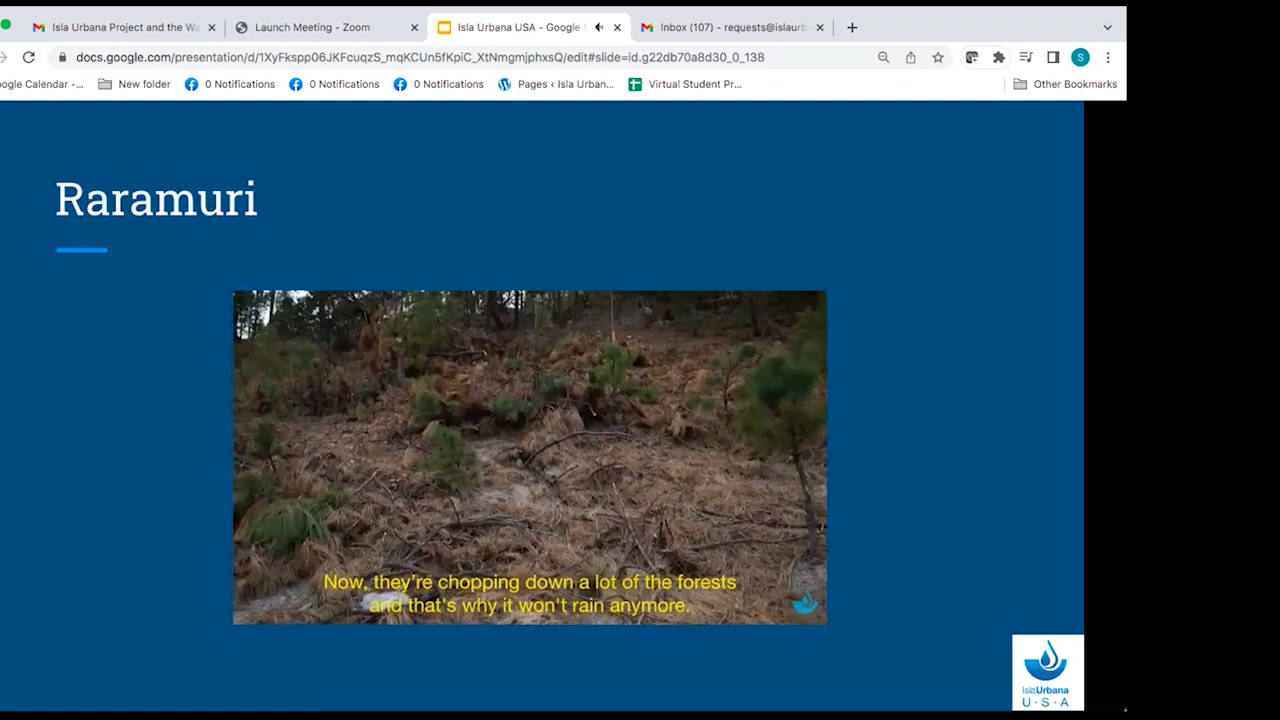 Isla Urbana Project and the Wa
Launch Meeting - Zoom
Isla Urbana USA - Google S
Inbox (107) - requests@islaurb
docs.google.com/presentation/d/1XyFkspp06JKFcuqzS_mqKCUn5fKpiC_XtNmgmjphxsQ/edit#slide=id.g22db70a8d30_0_138
S
ogle Calendar -...
New folder
0 Notifications
0 Notifications
0 Notifications
Pages ‹ Isla Urban...
Virtual Student Pr...
Other Bookmarks
Raramuri
Now, they're chopping down a lot of the forests
and that's why it won't rain anymore.
IslaUrbana
U·S·A